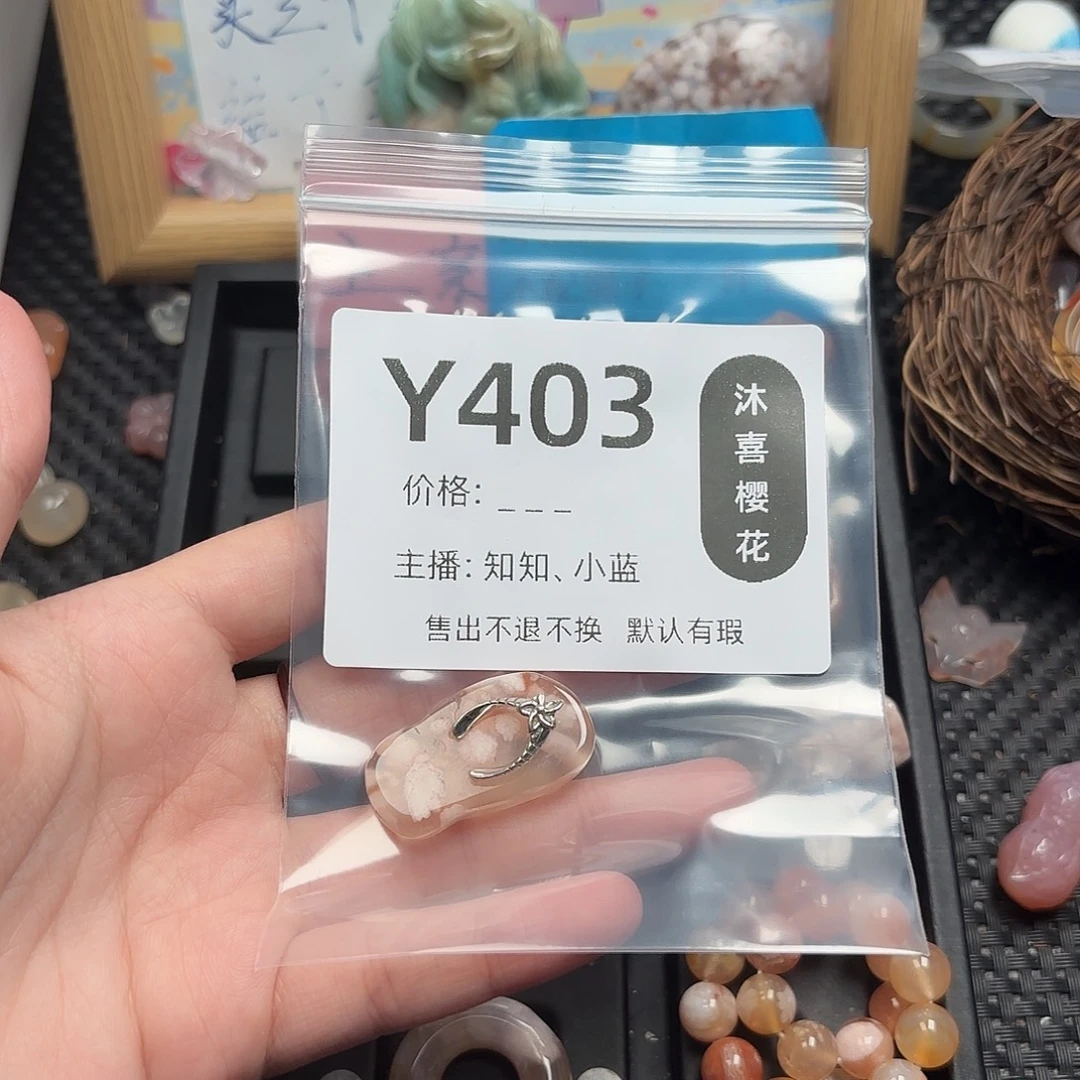 Y403
沐喜樱花
价格: _ _ _
主播: 知知、小蓝
售出不退不换 默认有瑕